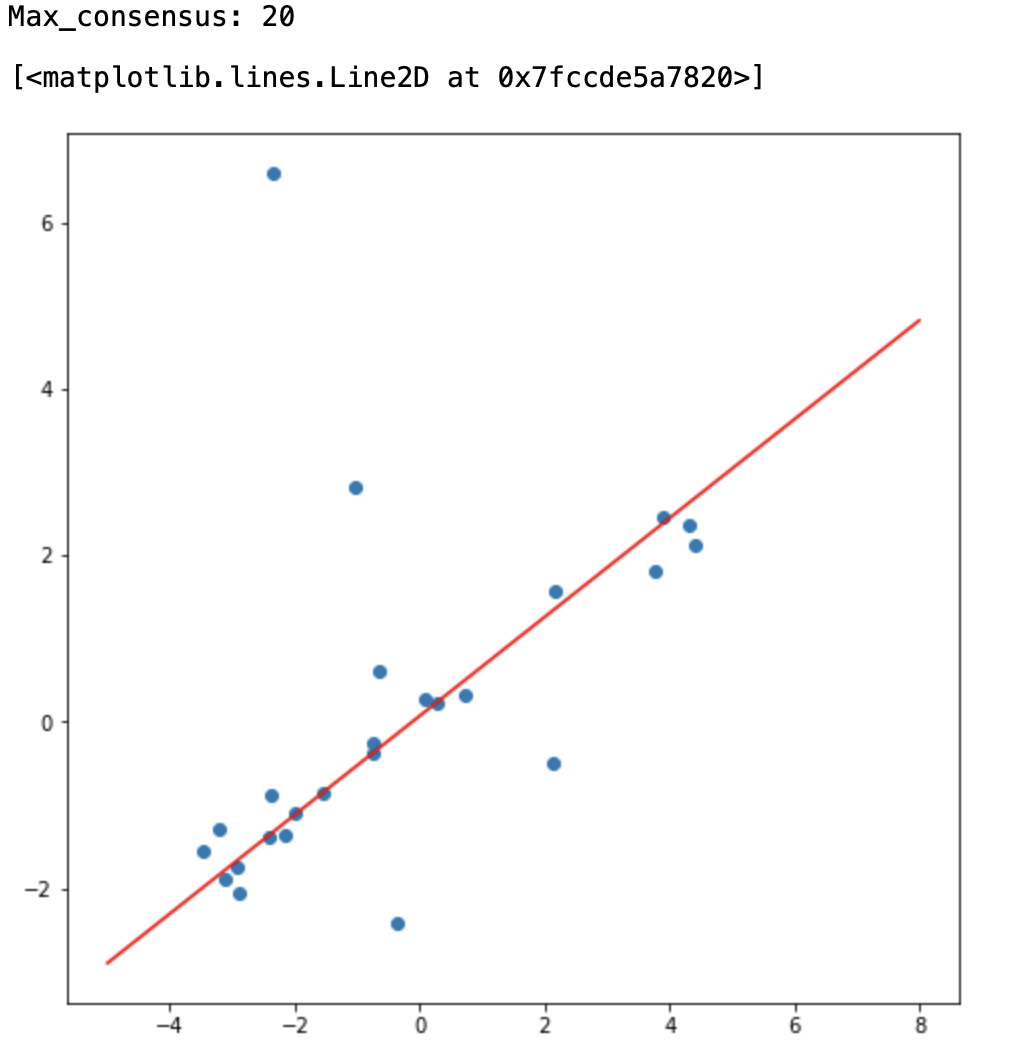 Max_consensus: 20
[<matplotlib.lines.Line2D at 0x7fccde5a7820>]
6
4
2
0
−2
−4 −2 0 2 4 6 8